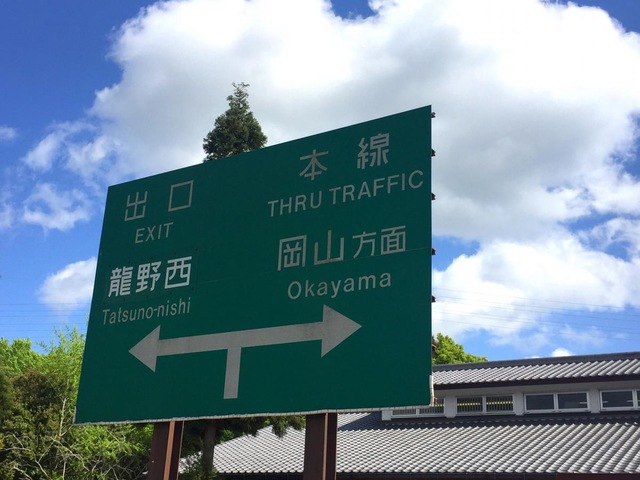 出口
EXIT
龍野西
Tatsuno-nishi
本線
THRU TRAFFIC
岡山方面
Okayama